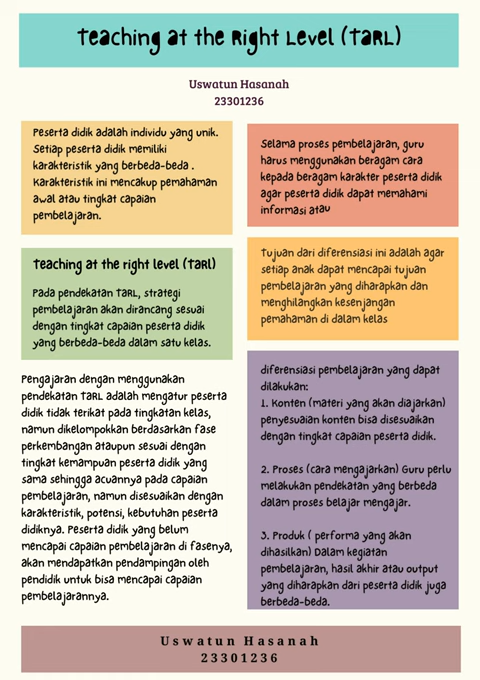 Teaching at the Right Level (TaRL)
Uswatun Hasanah
23301236
Peserta didik adalah individu yang unik.
Setiap peserta didik memiliki
karakteristik yang berbeda-beda .
Karakteristik ini mencakup pemahaman
awal atau tingkat capaian
pembelajaran.
Teaching at the right level (TaRl)
Pada pendekatan TaRL, strategi
pembelajaran akan dirancang sesuai
dengan tingkat capaian peserta didik
yang berbeda-beda dalam satu kelas.
Pengajaran dengan menggunakan
pendekatan TaRL adalah mengatur peserta
didik tidak terikat pada tingkatan kelas,
namun dikelompokkan berdasarkan fase
perkembangan ataupun sesuai dengan
tingkat kemampuan peserta didik yang
sama sehingga acuannya pada capaian
pembelajaran, namun disesuaikan dengan
karakteristik, potensi, kebutuhan peserta
didiknya. Peserta didik yang belum
mencapai capaian pembelajaran di fasenya,
akan mendapatkan pendampingan oleh
pendidik untuk bisa mencapai capaian
pembelajarannya.
Selama proses pembelajaran, guru
harus menggunakan beragam cara
kepada beragam karakter peserta didik
agar peserta didik dapat memahami
informasi atau
Tujuan dari diferensiasi ini adalah agar
setiap anak dapat mencapai tujuan
pembelajaran yang diharapkan dan
menghilangkan kesenjangan
pemahaman di dalam kelas
diferensiasi pembelajaran yang dapat
dilakukan:
1. Konten (materi yang akan diajarkan)
penyesuaian konten bisa disesuaikan
dengan tingkat capaian peserta didik.
2. Proses (cara mengajarkan) Guru perlu
melakukan pendekatan yang berbeda
dalam proses belajar mengajar.
3. Produk ( performa yang akan
dihasilkan) Dalam kegiatan
pembelajaran, hasil akhir atau output
yang diharapkan dari peserta didik juga
berbeda-beda.
Uswatun Hasanah
23301236